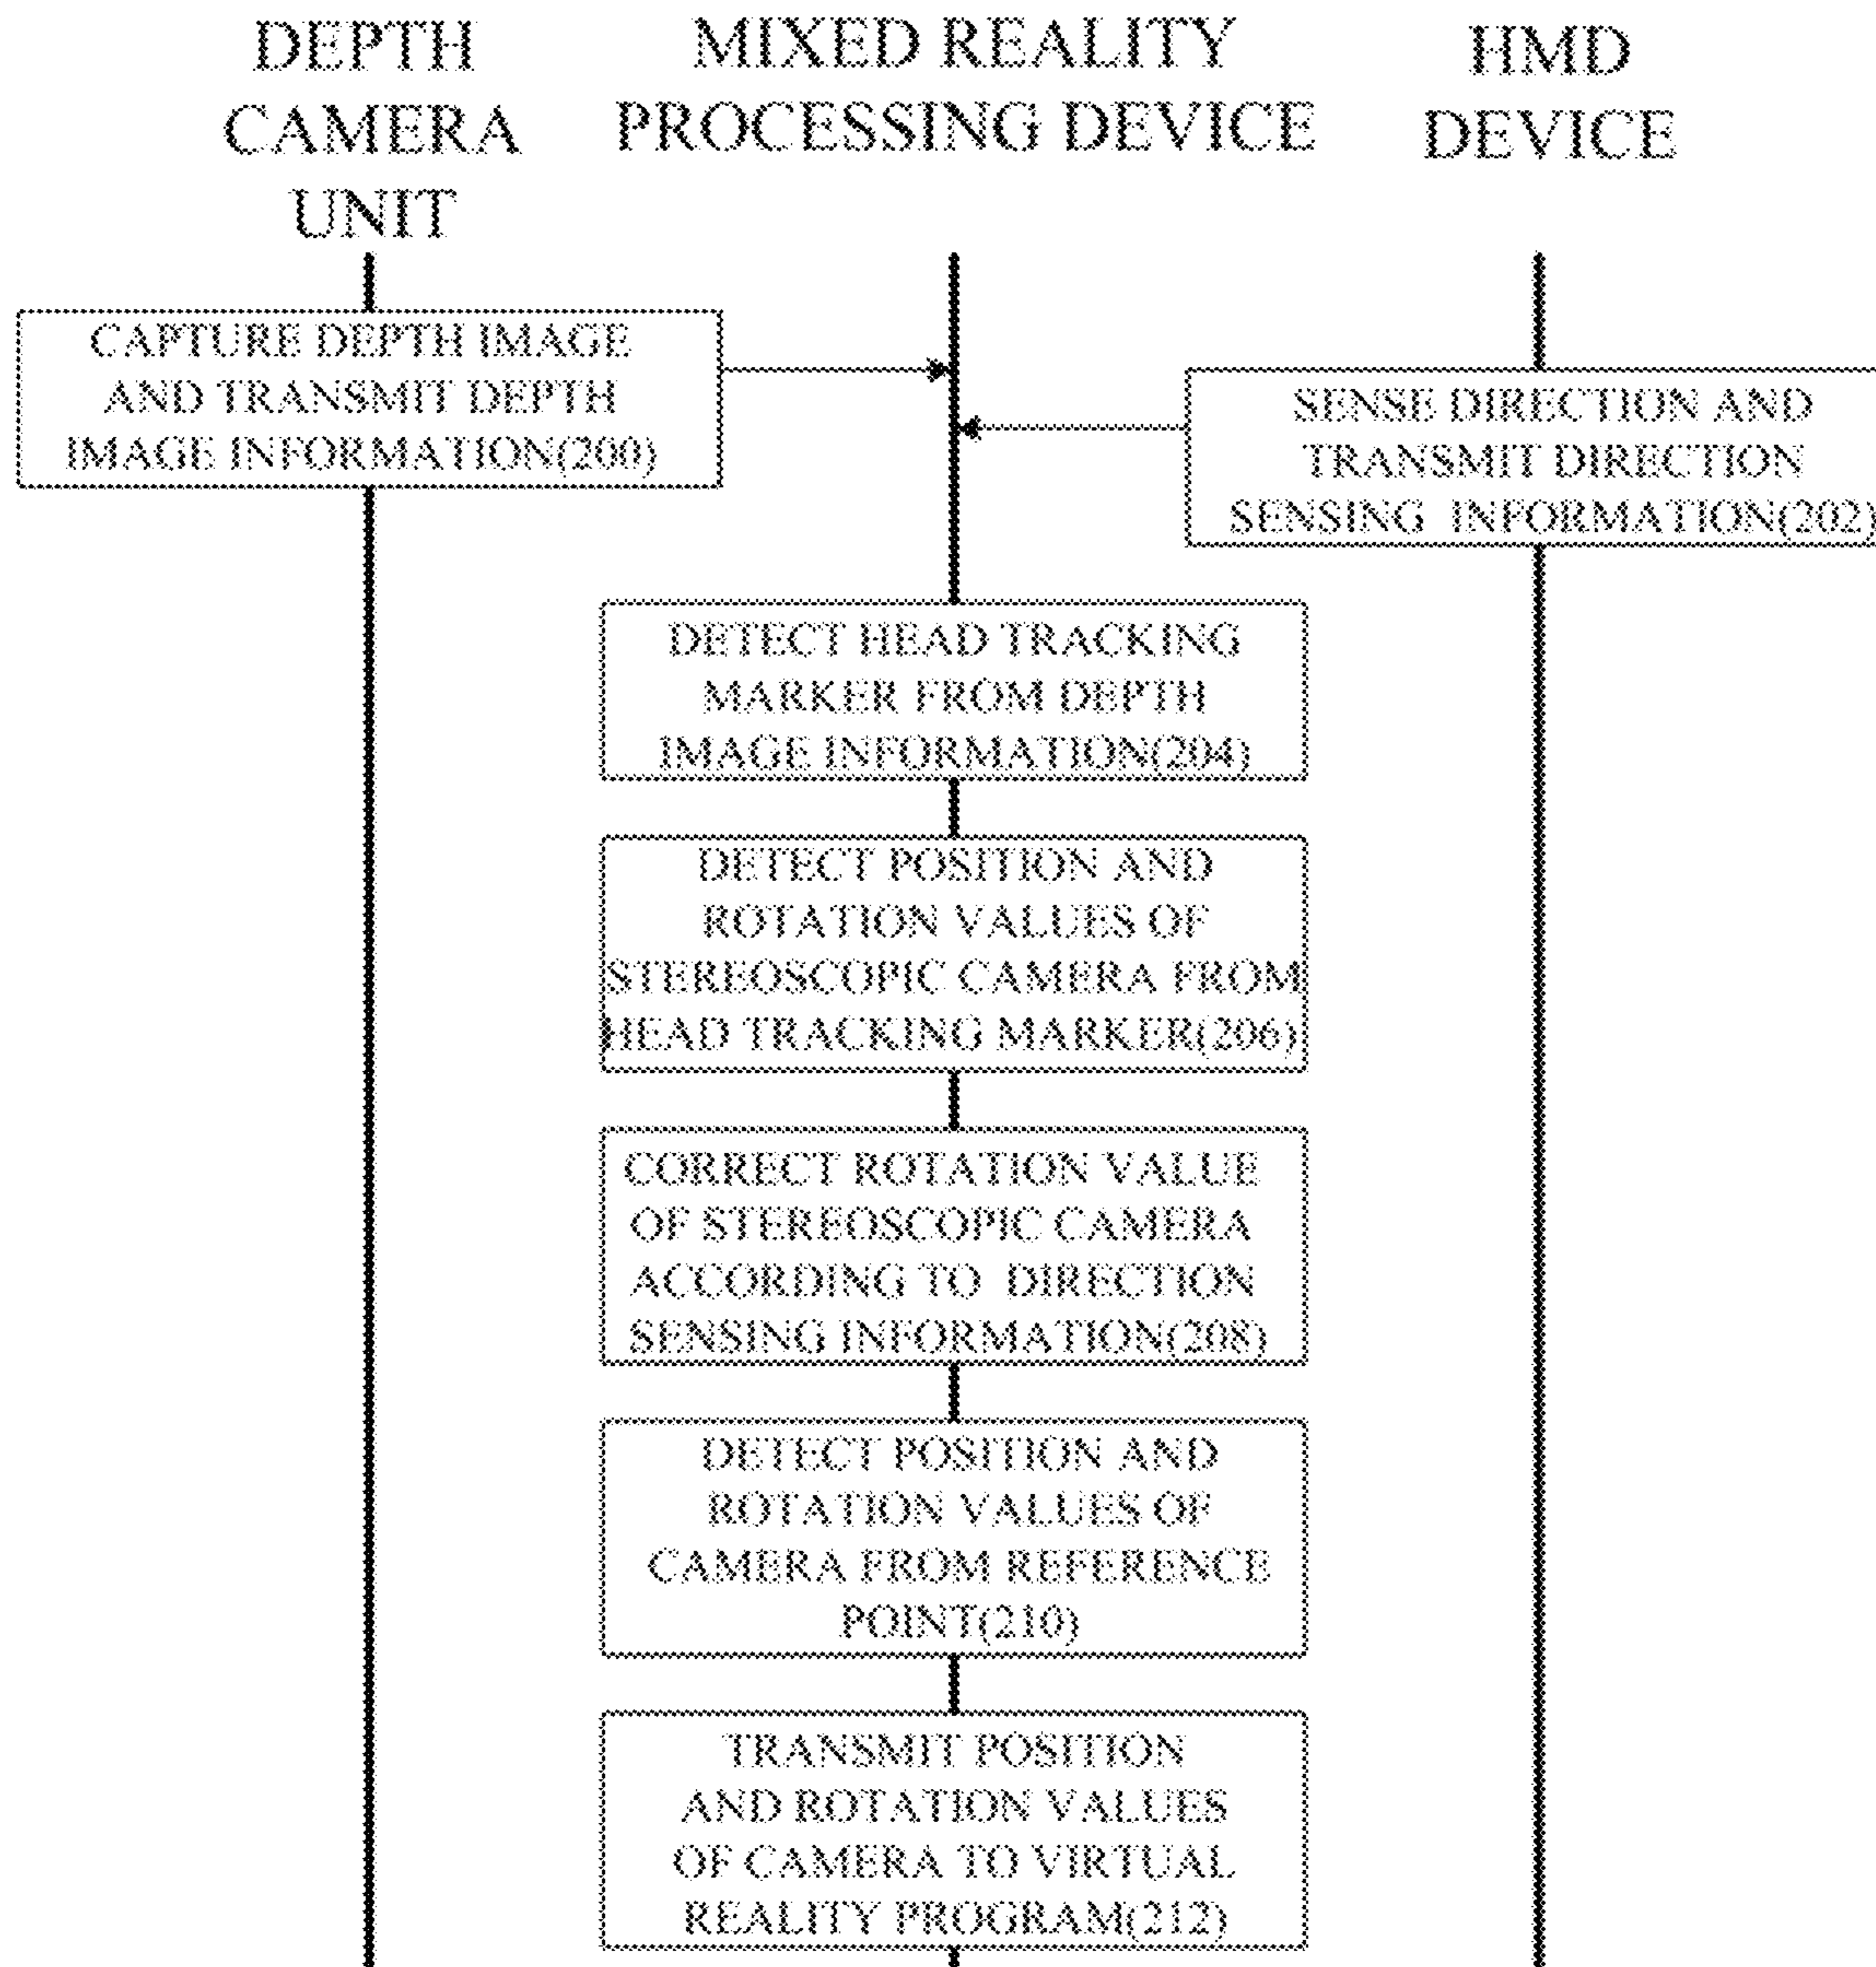 DEPTH
CAMERA
UNIT
MIXED REALITY
PROCESSING DEVICE
HMD
DEVICE
CAPTURE DEPTH IMAGE
AND TRANSMIT DEPTH
IMAGE INFORMATION(200)
SENSE DIRECTION AND
TRANSMIT DIRECTION
SENSING INFORMATION(202)
DETECT HEAD TRACKING
MARKER FROM DEPTH
IMAGE INFORMATION(204)
DETECT POSITION AND
ROTATION VALUES OF
STEREOSCOPIC CAMERA FROM
HEAD TRACKING MARKER(206)
CORRECT ROTATION VALUE
OF STEREOSCOPIC CAMERA
ACCORDING TO DIRECTION
SENSING INFORMATION(208)
DETECT POSITION AND
ROTATION VALUES OF
CAMERA FROM REFERENCE
POINT(210)
TRANSMIT POSITION
AND ROTATION VALUES
OF CAMERA TO VIRTUAL
REALITY PROGRAM(212)